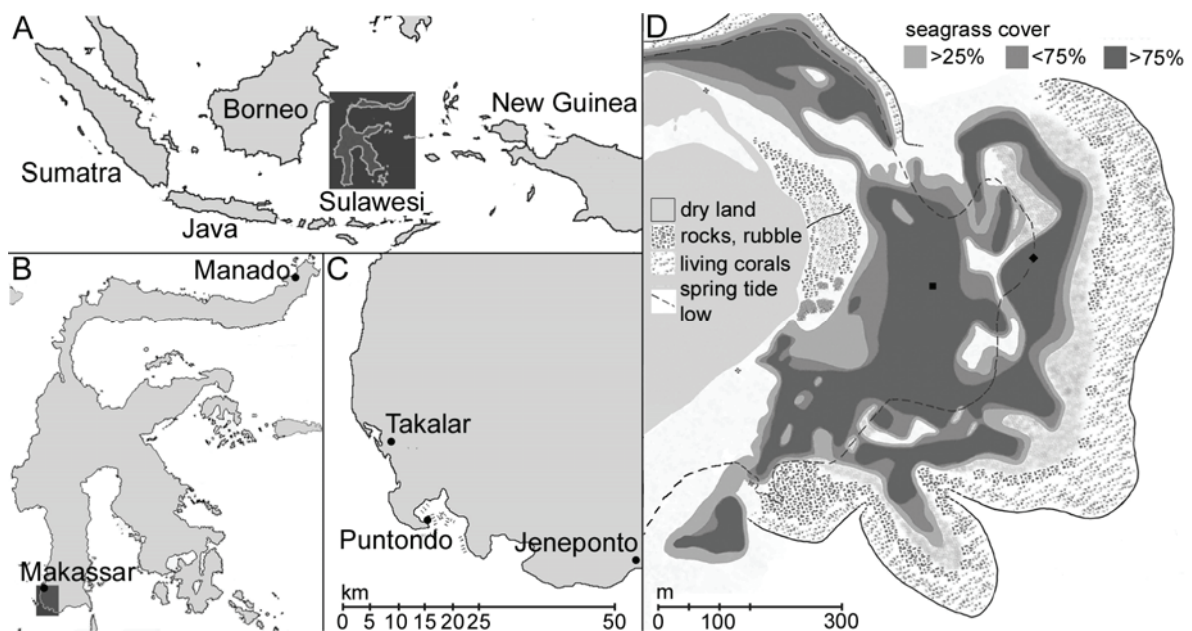 A
Borneo
New Guinea
Sumatra
Sulawesi
Java
B
Manado
Makassar
C
Takalar
Puntondo
Jeneponto
km
0 5 10 15 20 25 50
D
seagrass cover
>25% <75% >75%
dry land
rocks, rubble
living corals
spring tide
low
m
0 100 300